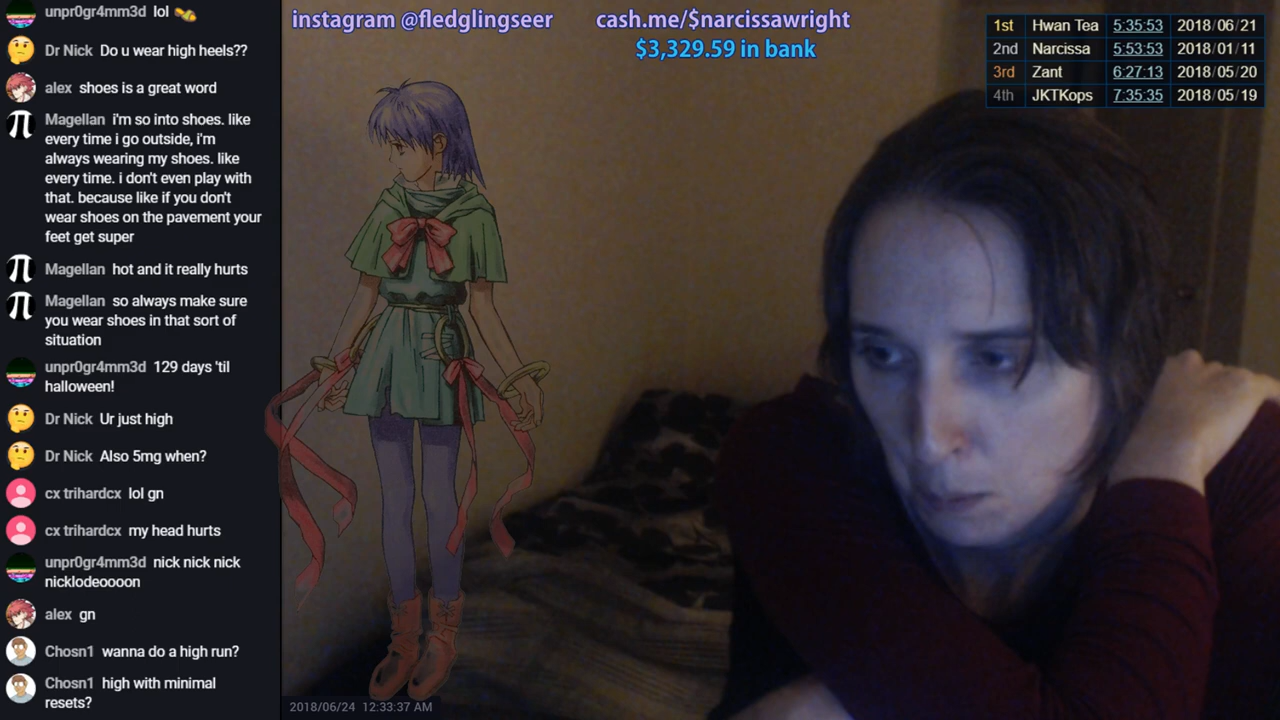 unpr0gr4mm3d lol
Dr Nick Do u wear high heels??
alex shoes is a great word
Magellan i'm so into shoes. like
every time i go outside, i'm
always wearing my shoes. like
every time. i don't even play with
that. because like if you don't
wear shoes on the pavement your
feet get super
Magellan hot and it really hurts
Magellan so always make sure
you wear shoes in that sort of
situation
unpr0gr4mm3d 129 days 'til
halloween!
Dr Nick Ur just high
Dr Nick Also 5mg when?
cx trihardcx lol gn
cx trihardcx my head hurts
unpr0gr4mm3d nick nick nick
nicklodeoooon
alex gn
Chosn1 wanna do a high run?
Chosn1 high with minimal
resets?
instagram @fledglingseer
cash.me/$narcissawright
$3,329.59 in bank
1st Hwan Tea 5:35:53 2018/06/21
2nd Narcissa 5:53:53 2018/01/11
3rd Zant 6:27:13 2018/05/20
4th JKTKops 7:35:35 2018/05/19
2018/06/24 12:33:37 AM